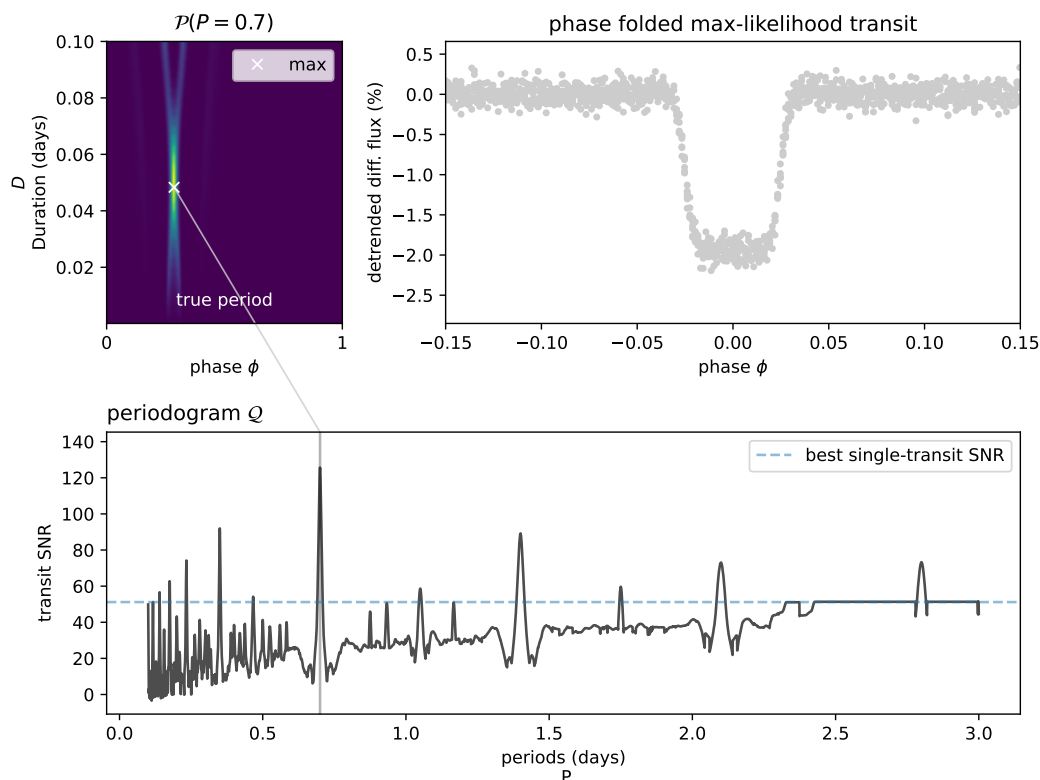 𝒫(P = 0.7)
max
true period
D
Duration (days)
0.10
0.08
0.06
0.04
0.02
0
1
phase ϕ
phase folded max-likelihood transit
detrended diff. flux (%)
0.5
0.0
−0.5
−1.0
−1.5
−2.0
−2.5
−0.15
−0.10
−0.05
0.00
0.05
0.10
0.15
phase ϕ
periodogram 𝒬
best single-transit SNR
transit SNR
140
120
100
80
60
40
20
0
0.0
0.5
1.0
1.5
2.0
2.5
3.0
periods (days)
P